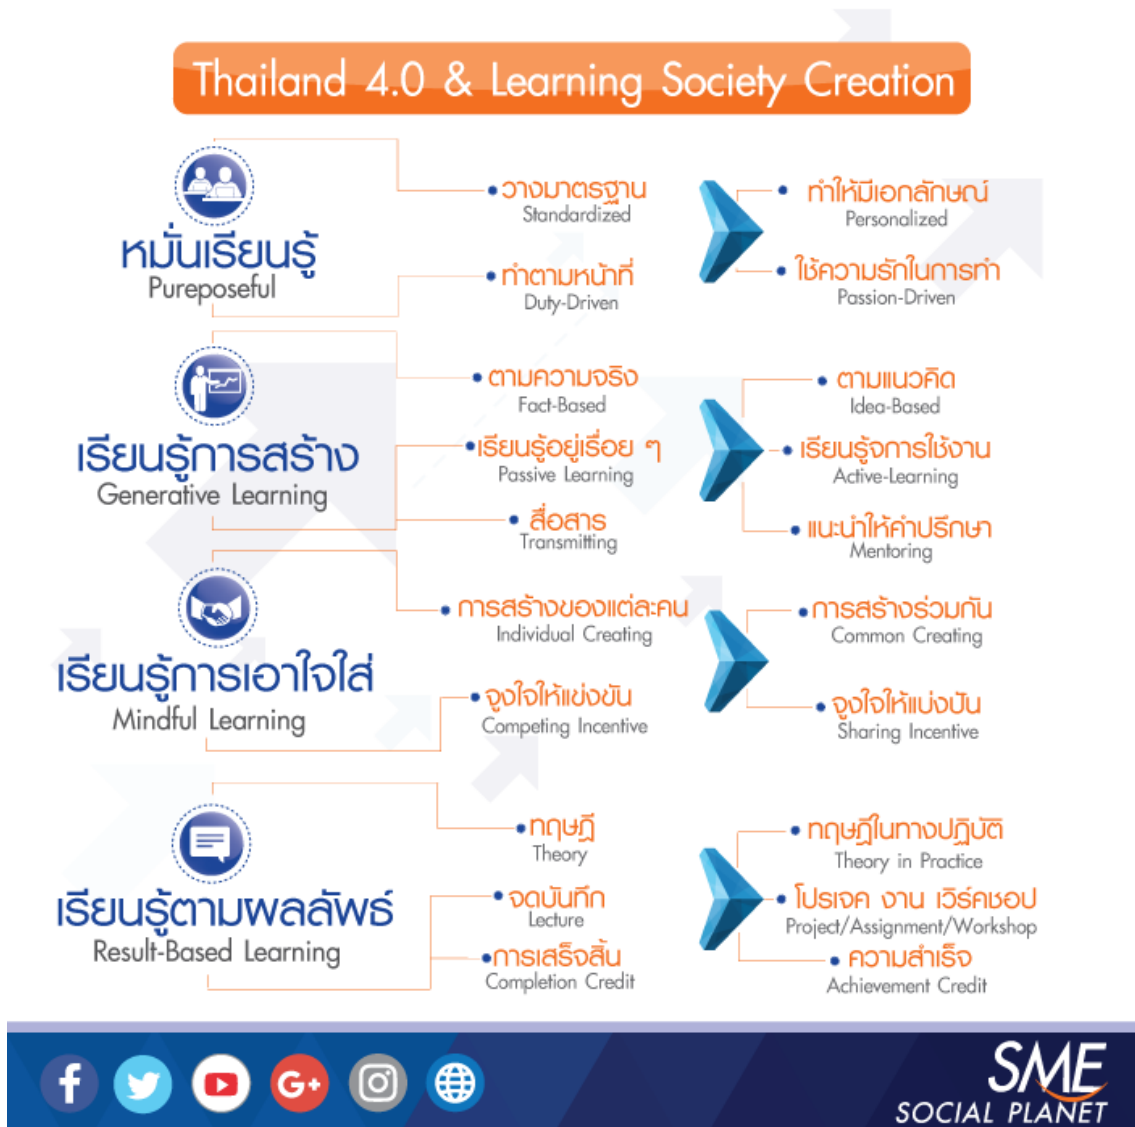 Thailand 4.0 & Learning Society Creation
หมั่นเรียนรู้
Pureposeful
วางมาตรฐาน
Standardized
ทำตามหน้าที่
Duty-Driven
ทำให้มีเอกลักษณ์
Personalized
ใช้ความรักในการทำ
Passion-Driven
เรียนรู้การสร้าง
Generative Learning
ตามความจริง
Fact-Based
เรียนรู้อยู่เรื่อย ๆ
Passive Learning
สื่อสาร
Transmitting
ตามแนวคิด
Idea-Based
เรียนรู้จการใช้งาน
Active-Learning
แนะนำให้คำปรึกษา
Mentoring
เรียนรู้การเอาใจใส่
Mindful Learning
การสร้างของแต่ละคน
Individual Creating
จูงใจให้แข่งขัน
Competing Incentive
การสร้างร่วมกัน
Common Creating
จูงใจให้แบ่งปัน
Sharing Incentive
เรียนรู้ตามผลลัพธ์
Result-Based Learning
ทฤษฎี
Theory
จดบันทึก
Lecture
การเสร็จสิ้น
Completion Credit
ทฤษฎีในทางปฏิบัติ
Theory in Practice
โปรเจค งาน เวิร์คชอป
Project/Assignment/Workshop
ความสำเร็จ
Achievement Credit
SME
SOCIAL PLANET